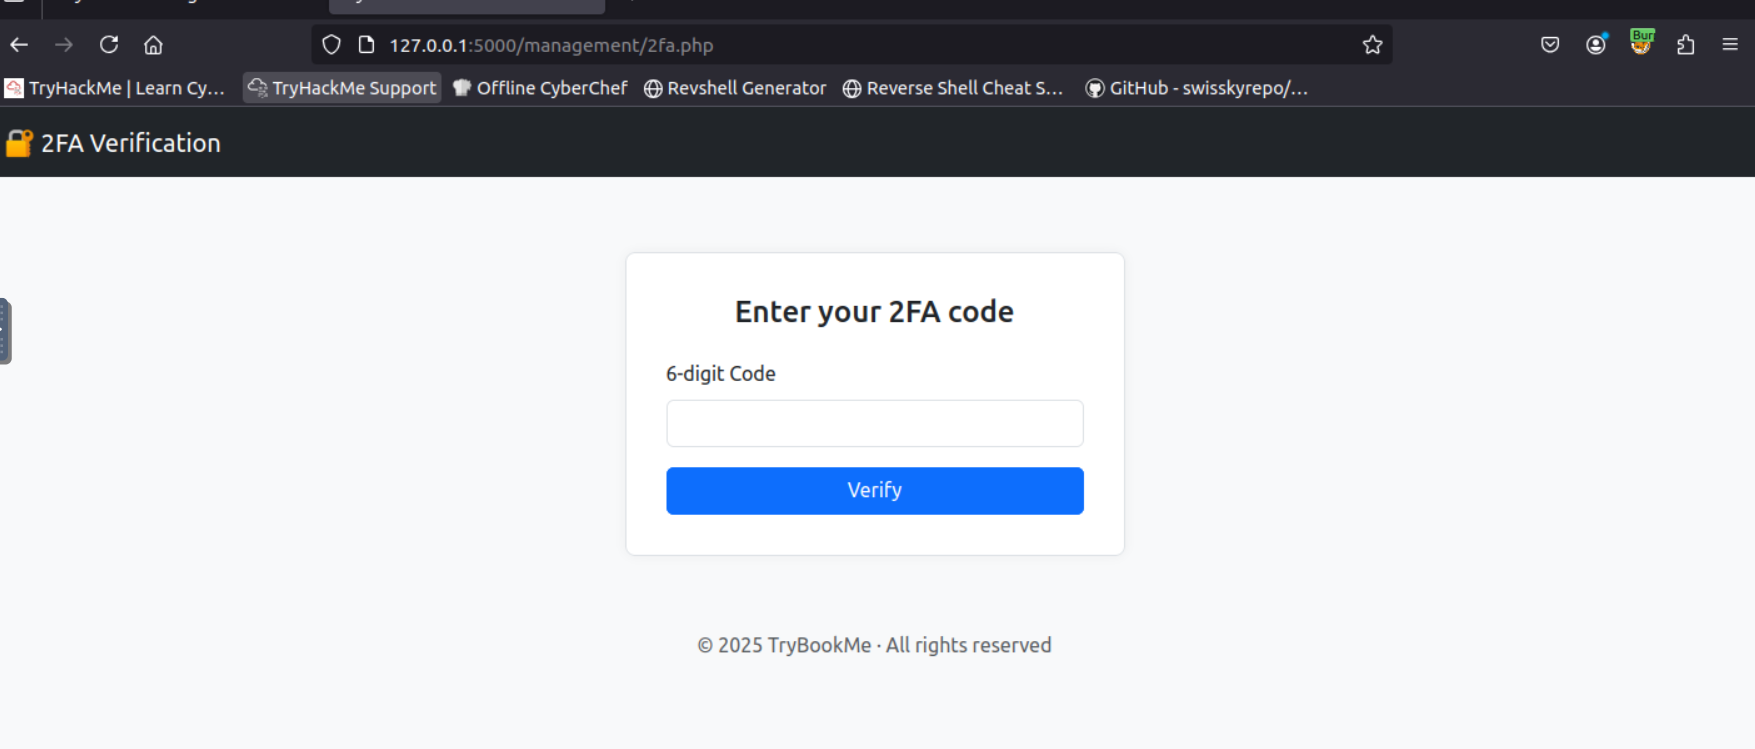 127.0.0.1:5000/management/2fa.php
Bur
TryHackMe | Learn Cy... TryHackMe Support Offline CyberChef Revshell Generator Reverse Shell Cheat S... GitHub - swisskyrepo/...
2FA Verification
Enter your 2FA code
6-digit Code
Verify
© 2025 TryBookMe · All rights reserved